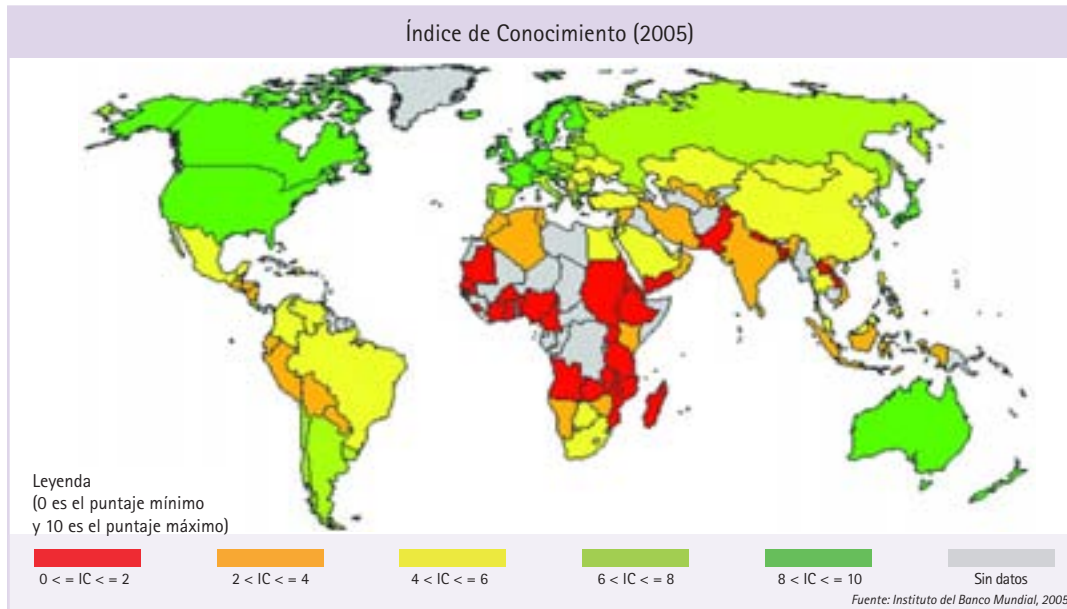 Índice de Conocimiento (2005)
Leyenda
(0 es el puntaje mínimo
y 10 es el puntaje máximo)
0 < = IC < = 2
2 < IC < = 4
4 < IC < = 6
6 < IC < = 8
8 < IC < = 10
Sin datos
Fuente: Instituto del Banco Mundial, 2005